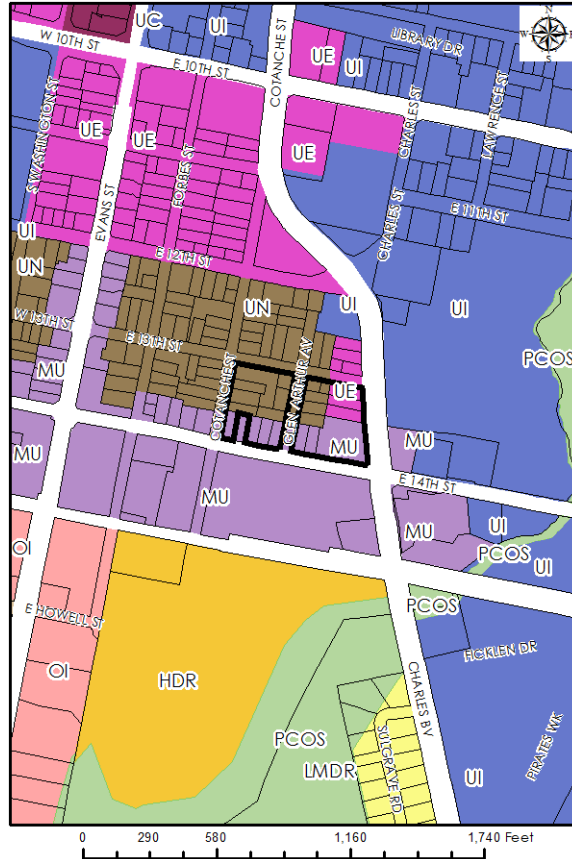 UC
UI
W 10TH ST
E 10TH ST
COTANCHE ST
LIBRARY DR
N
W
E
S
UE
UI
S WASHINGTON ST
UE
UE
FORBES ST
UE
CHARLES ST
LAWRENCE ST
EVANS ST
E 11TH ST
CHARLES ST
UI
E 12TH ST
UN
UN
UI
UI
W 13TH ST
E 13TH ST
PCOS
MU
COTANCHE ST
GLEN ARTHUR AV
UE
MU
MU
MU
E 14TH ST
MU
MU
UI
OI
PCOS
UI
PCOS
E HOWELL ST
FICKLEN DR
OI
HDR
CHARLES BV
PCOS
LMDR
SULGRAVE RD
UI
PIRATES WK
0 290 580 1,160 1,740 Feet